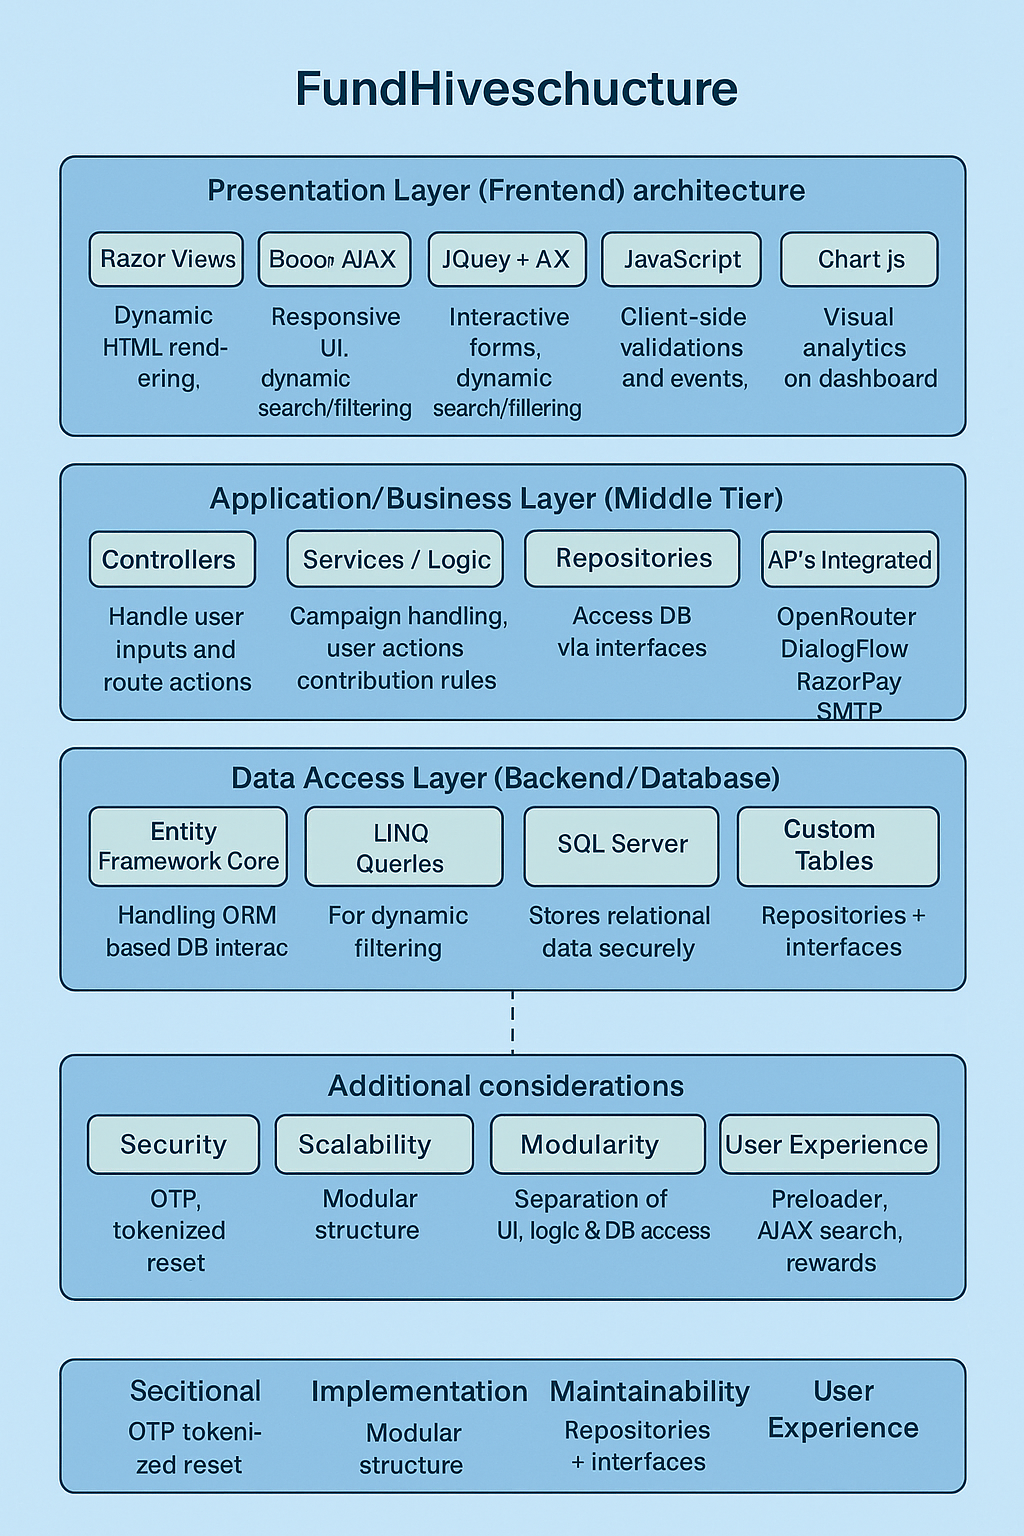 FundHiveschucture
Presentation Layer (Frentend) architecture
Razor Views
Dynamic
HTML rend-
ering,
Booon AJAX
Responsive
UI.
dynamic
search/filtering
JQuey + AX
Interactive
forms,
dynamic
search/fillering
JavaScript
Client-side
validations
and events,
Chart js
Visual
analytics
on dashboard
Application/Business Layer (Middle Tier)
Controllers
Handle user
inputs and
route actions
Services / Logic
Campaign handling,
user actions
contribution rules
Repositories
Access DB
vla interfaces
AP's Integrated
OpenRouter
DialogFlow
RazorPay
SMTP
Data Access Layer (Backend/Database)
Entity
Framework Core
Handling ORM
based DB interac
LINQ
Querles
For dynamic
filtering
SQL Server
Stores relational
data securely
Custom
Tables
Repositories +
interfaces
Additional considerations
Security
OTP,
tokenized
reset
Scalability
Modular
structure
Modularity
Separation of
UI, logIc & DB access
User Experience
Preloader,
AJAX search,
rewards
Secitional
OTP tokeni-
zed reset
Implementation
Modular
structure
Maintainability
Repositories
+ interfaces
User
Experience